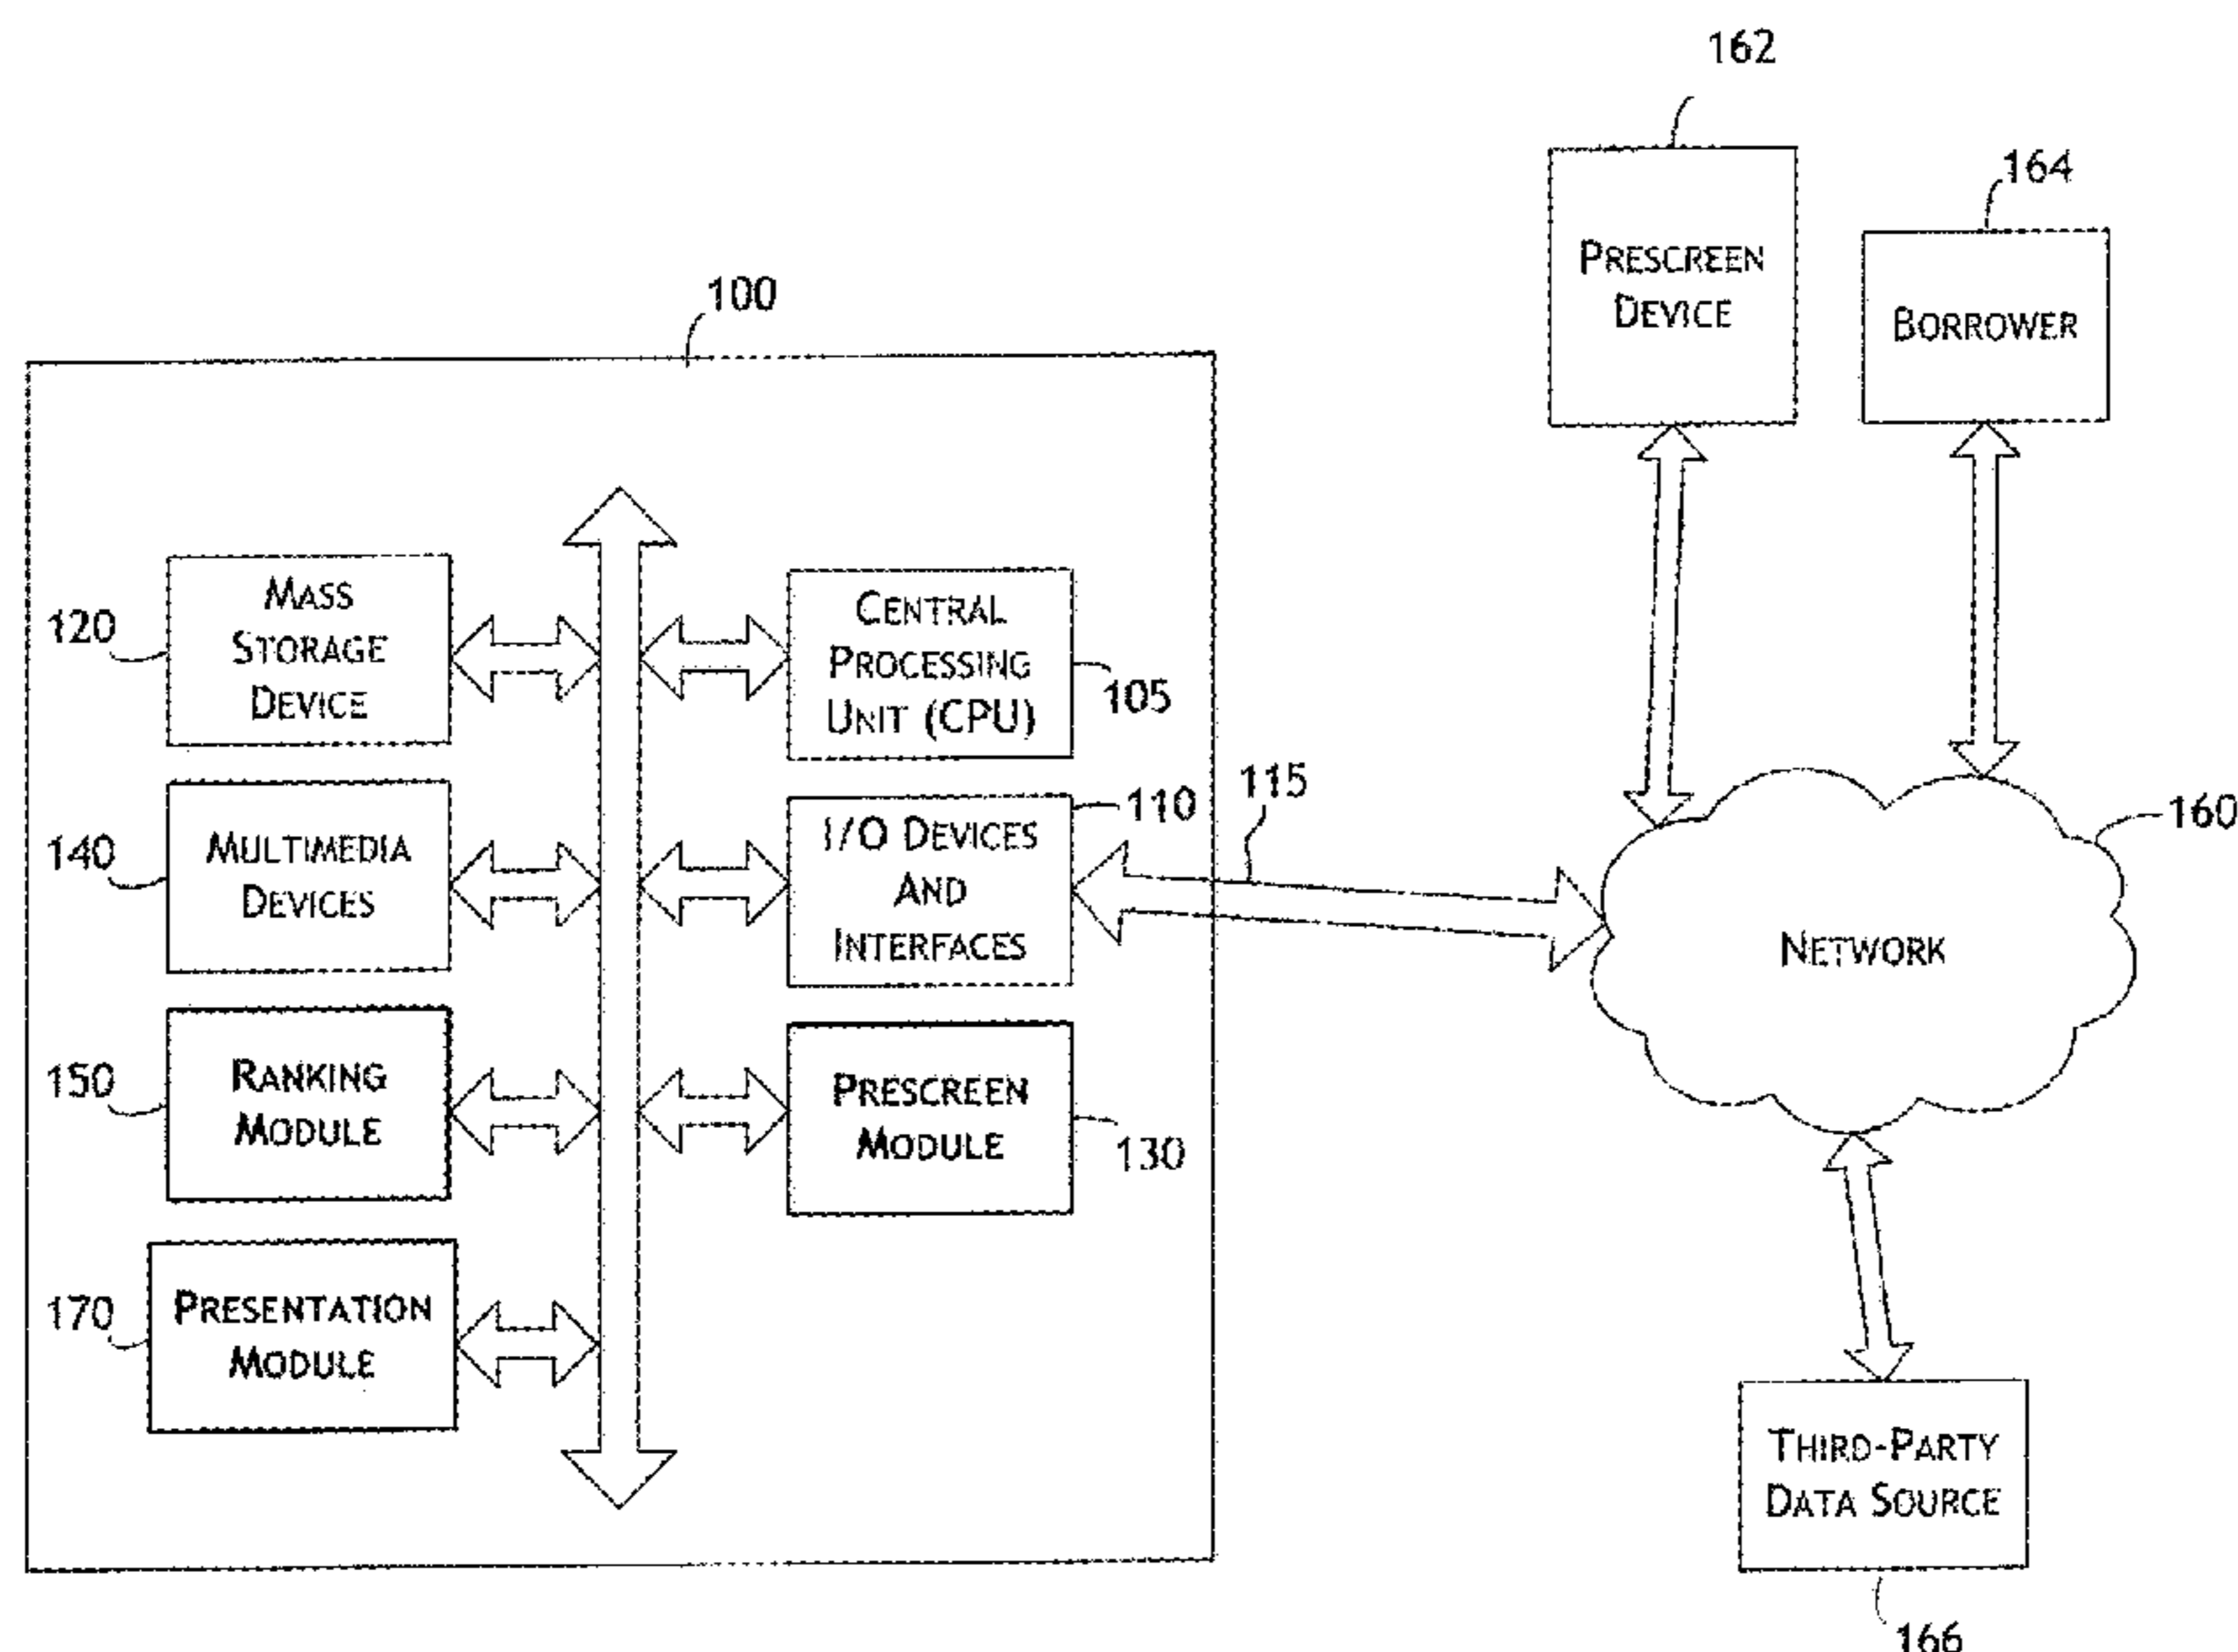 162
164
PRESCREEN
DEVICE
BORROWER
100
MASS
STORAGE
DEVICE
120
CENTRAL
PROCESSING
UNIT (CPU)
105
115
110
160
MULTIMEDIA
DEVICES
140
I/O DEVICES
AND
INTERFACES
NETWORK
RANKING
MODULE
150
PRESCREEN
MODULE
130
PRESENTATION
MODULE
170
THIRD-PARTY
DATA SOURCE
166